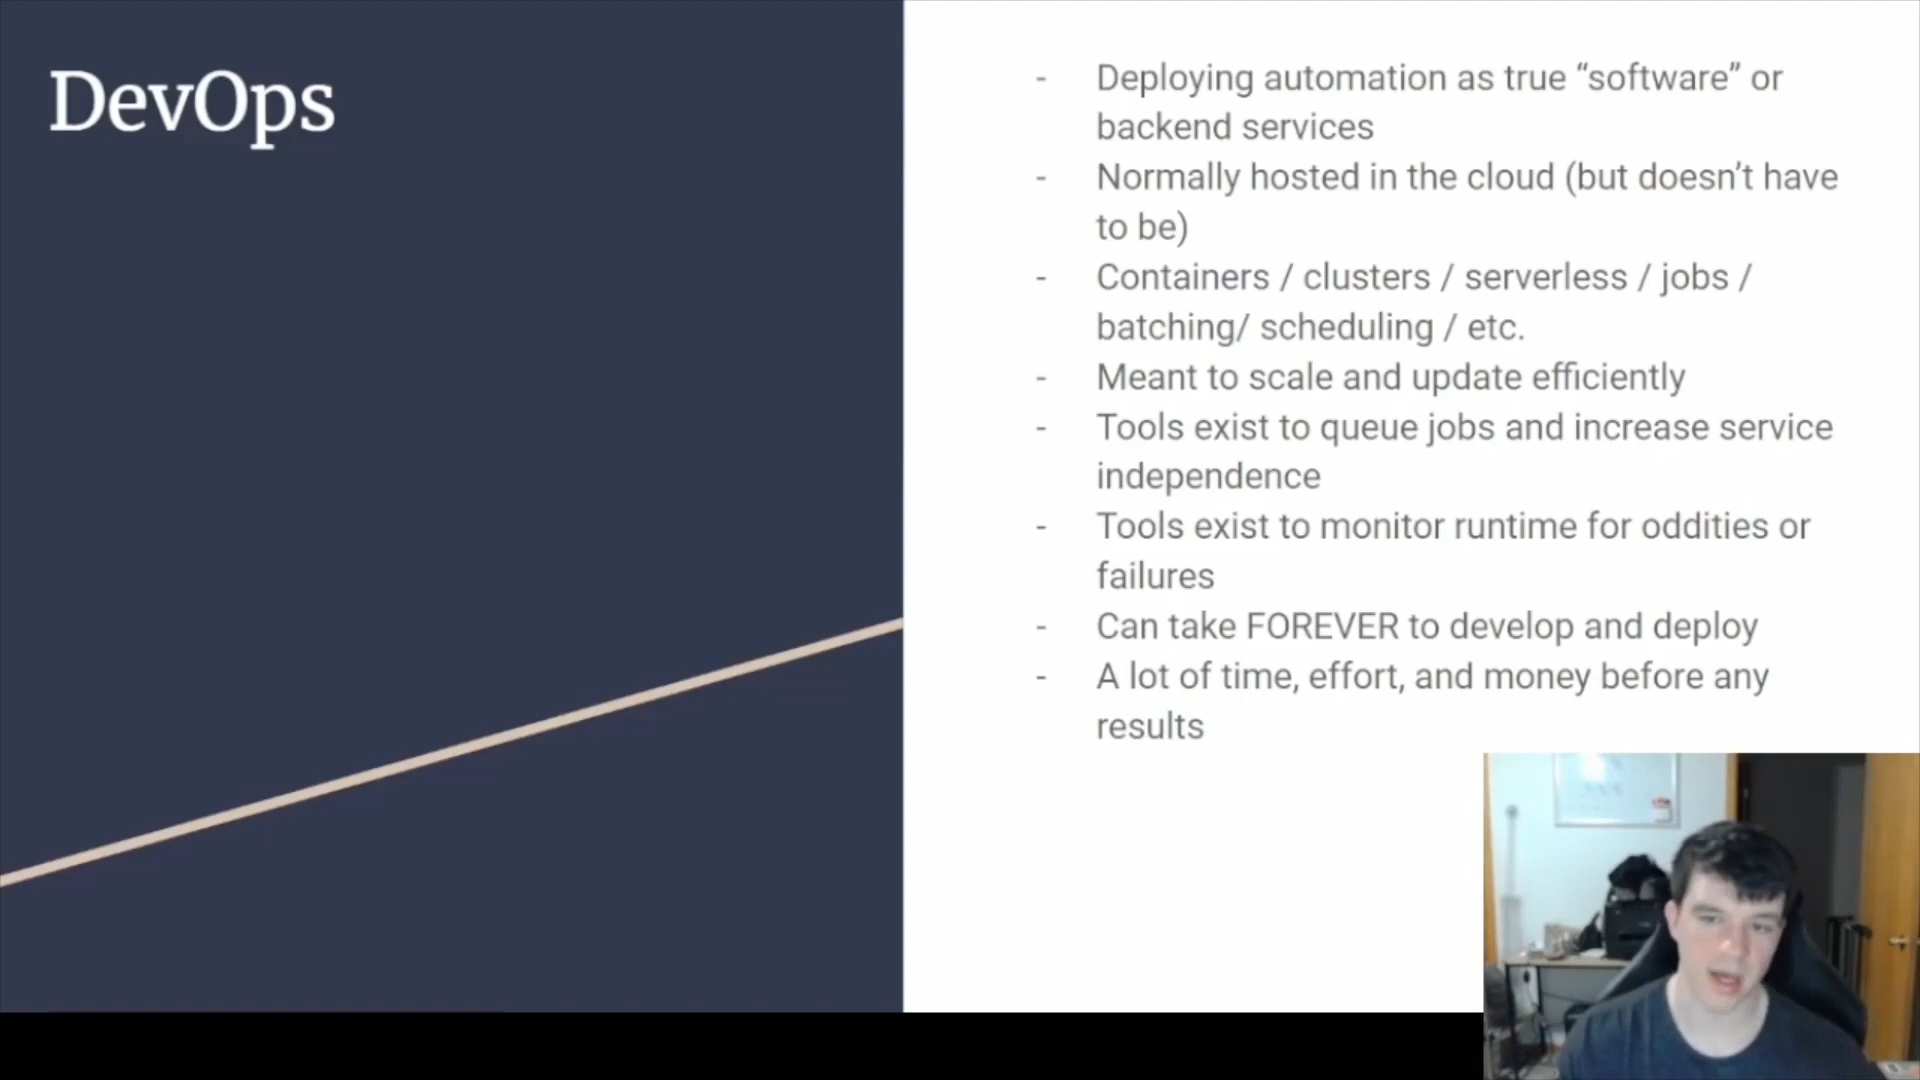 DevOps
- Deploying automation as true “software” or
backend services
- Normally hosted in the cloud (but doesn’t have
to be)
- Containers / clusters / serverless / jobs /
batching/ scheduling / etc.
- Meant to scale and update efficiently
- Tools exist to queue jobs and increase service
independence
- Tools exist to monitor runtime for oddities or
failures
- Can take FOREVER to develop and deploy
- A lot of time, effort, and money before any
results